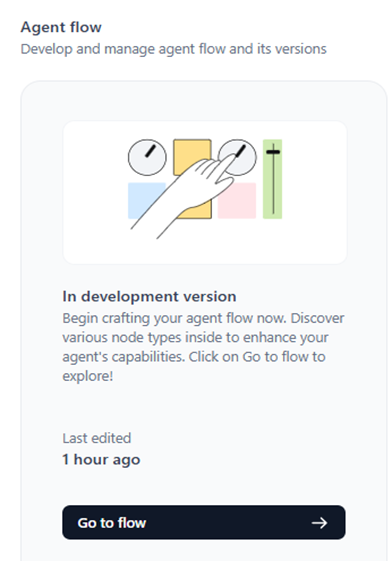 Agent flow
Develop and manage agent flow and its versions
In development version
Begin crafting your agent flow now. Discover
various node types inside to enhance your
agent's capabilities. Click on Go to flow to
explore!
Last edited
1 hour ago
Go to flow